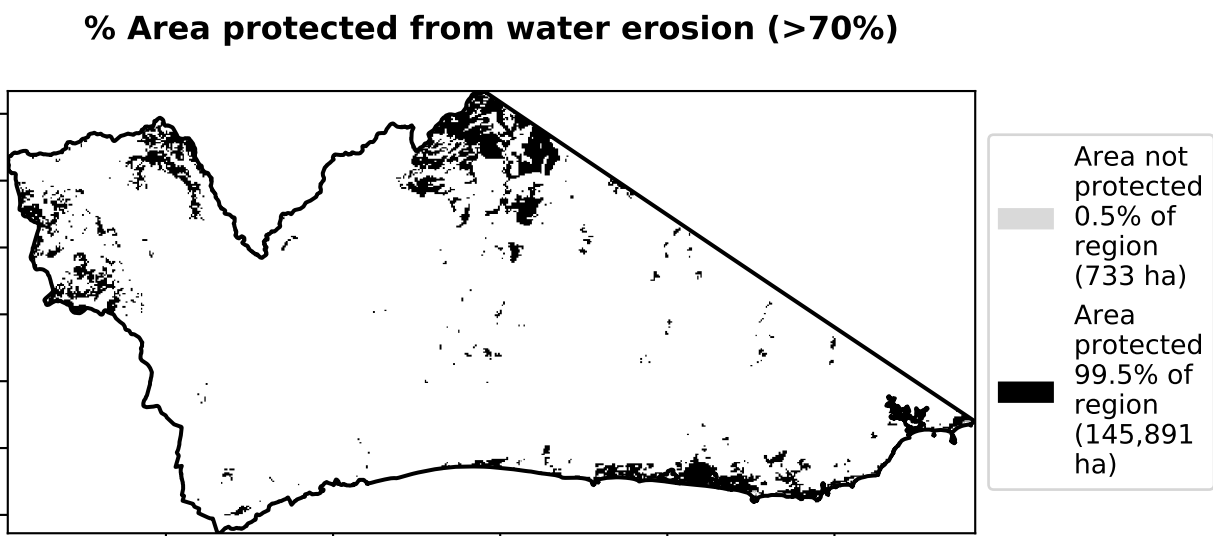 % Area protected from water erosion (>70%)
Area not
protected
0.5% of
region
(733 ha)
Area
protected
99.5% of
region
(145,891
ha)